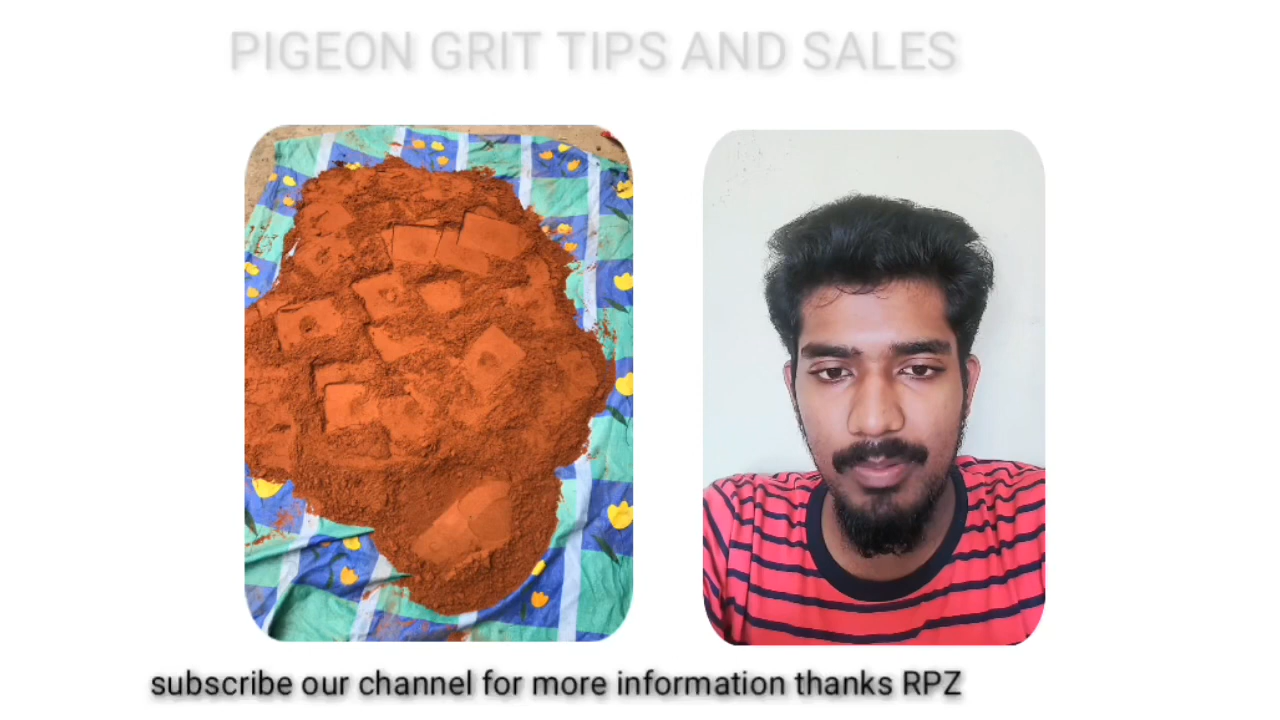 PIGEON GRIT TIPS AND SALES
subscribe our channel for more information thanks RPZ